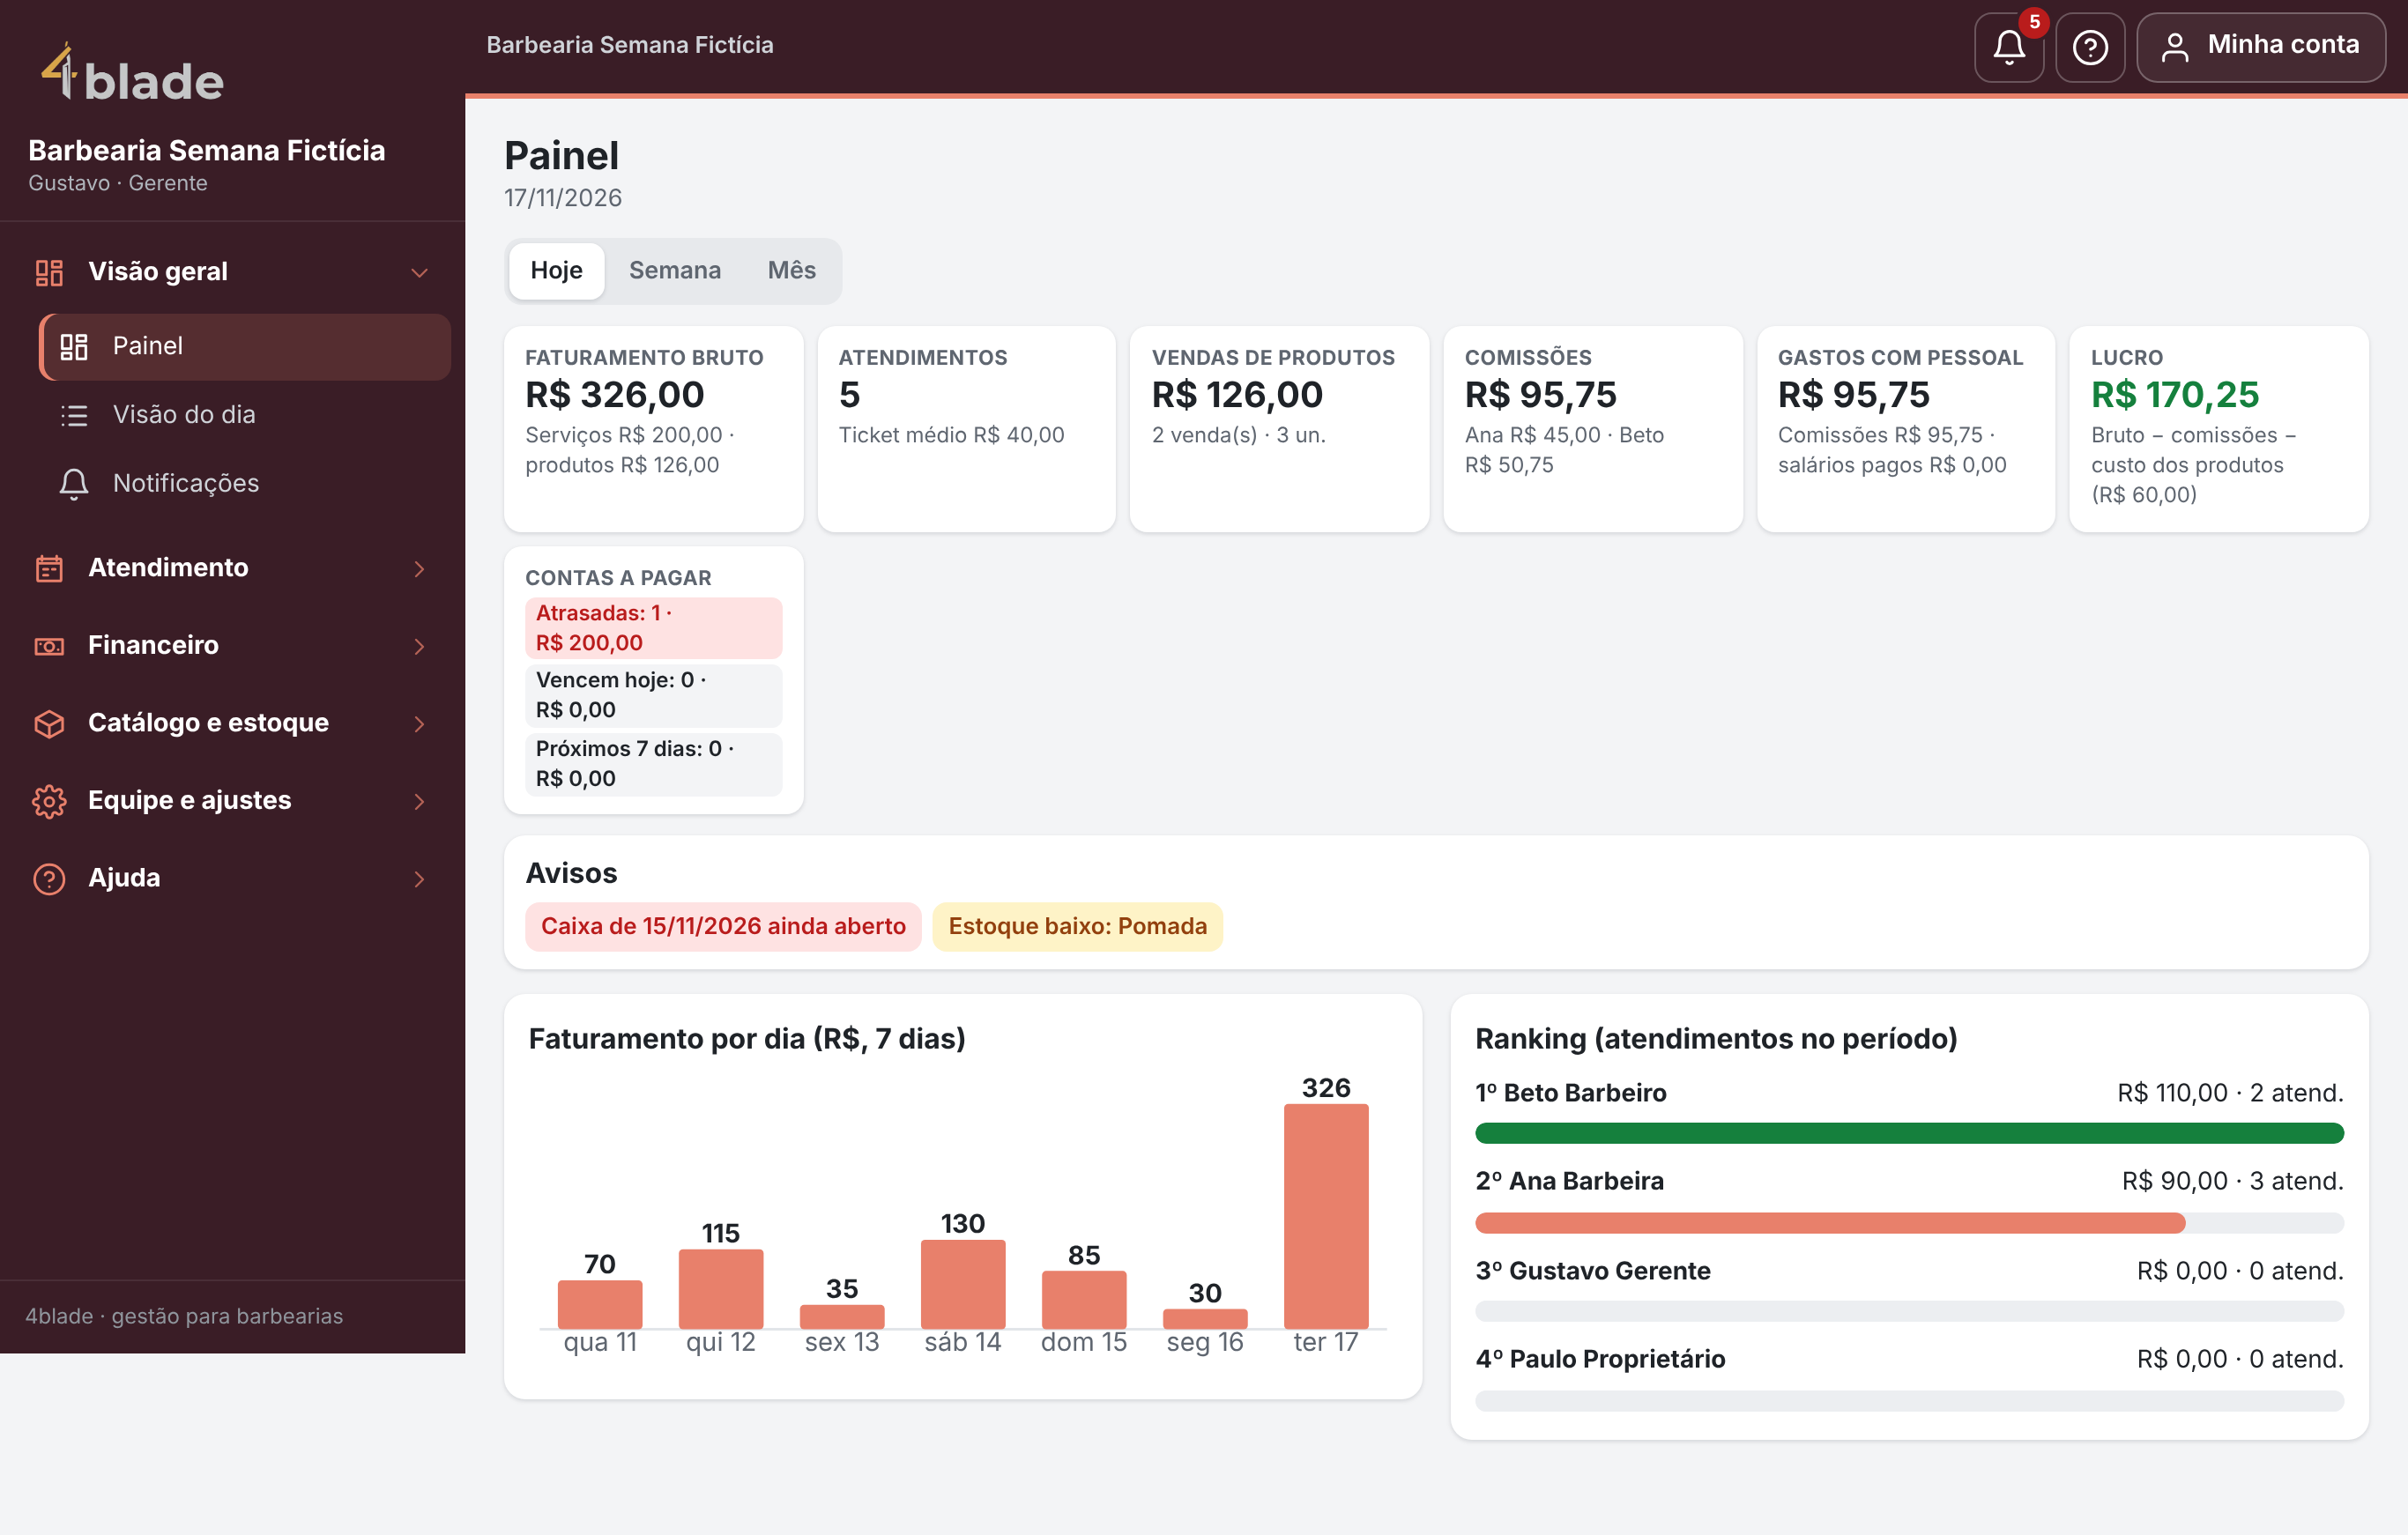 4blade
Barbearia Semana Fictícia
Gustavo · Gerente
Visão geral
Painel
Visão do dia
Notificações
Atendimento
Financeiro
Catálogo e estoque
Equipe e ajustes
Ajuda
4blade · gestão para barbearias
Barbearia Semana Fictícia
5
Minha conta
Painel
17/11/2026
Hoje
Semana
Mês
FATURAMENTO BRUTO
R$ 326,00
Serviços R$ 200,00 ·
produtos R$ 126,00
ATENDIMENTOS
5
Ticket médio R$ 40,00
VENDAS DE PRODUTOS
R$ 126,00
2 venda(s) · 3 un.
COMISSÕES
R$ 95,75
Ana R$ 45,00 · Beto
R$ 50,75
GASTOS COM PESSOAL
R$ 95,75
Comissões R$ 95,75 ·
salários pagos R$ 0,00
LUCRO
R$ 170,25
Bruto − comissões −
custo dos produtos
(R$ 60,00)
CONTAS A PAGAR
Atrasadas: 1 ·
R$ 200,00
Vencem hoje: 0 ·
R$ 0,00
Próximos 7 dias: 0 ·
R$ 0,00
Avisos
Caixa de 15/11/2026 ainda aberto
Estoque baixo: Pomada
Faturamento por dia (R$, 7 dias)
70
115
35
130
85
30
326
qua 11
qui 12
sex 13
sáb 14
dom 15
seg 16
ter 17
Ranking (atendimentos no período)
1º Beto Barbeiro
R$ 110,00 · 2 atend.
2º Ana Barbeira
R$ 90,00 · 3 atend.
3º Gustavo Gerente
R$ 0,00 · 0 atend.
4º Paulo Proprietário
R$ 0,00 · 0 atend.